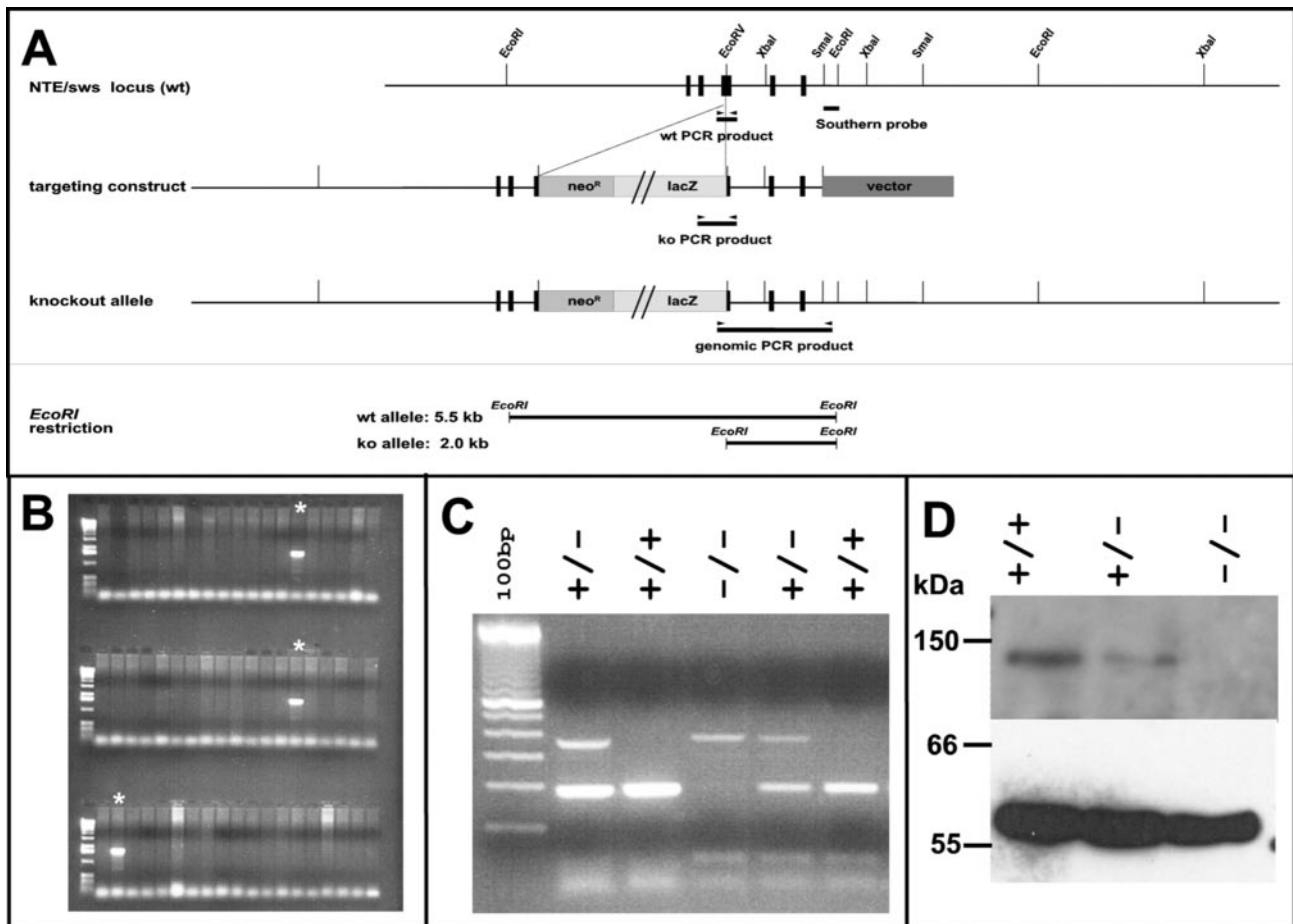 A
EcoRI EcoRV XbaI SmaI EcoRI XbaI SmaI EcoRI XbaI
NTE/sws locus (wt)
wt PCR product
Southern probe
targeting construct
neoR
//
lacZ
vector
ko PCR product
knockout allele
neoR
//
lacZ
genomic PCR product
EcoRI
restriction
wt allele: 5.5 kb
EcoRI EcoRI
ko allele: 2.0 kb
EcoRI EcoRI
B
*
*
*
C
100bp
+/− +/+ −/− +/− +/+
D
+/+ +/− −/−
kDa
150
66
55